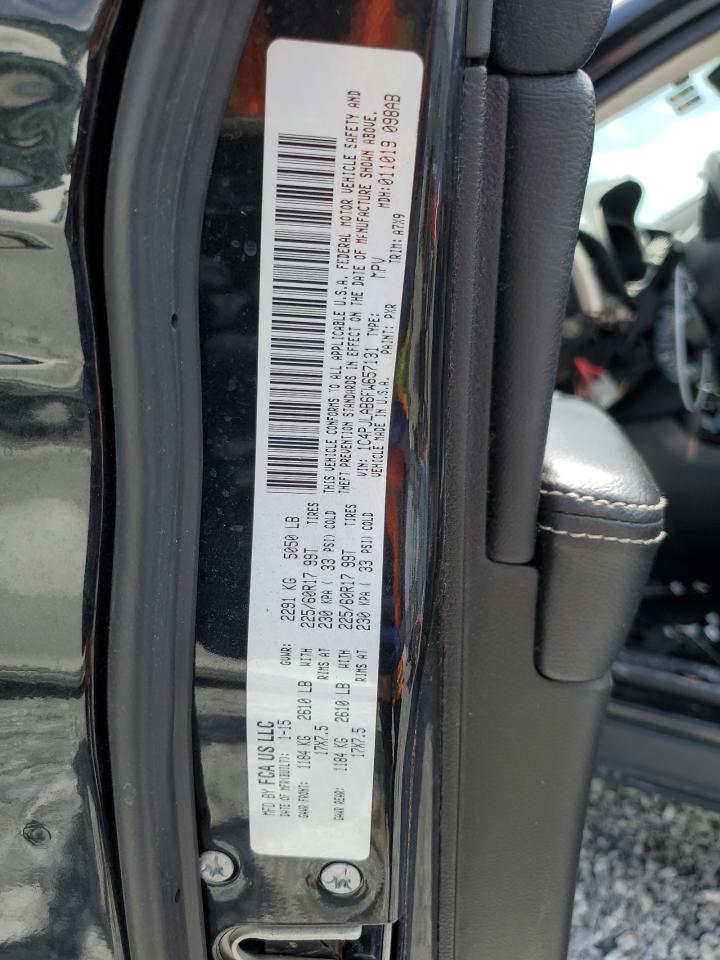 MFD BY FCA US LLC
DATE OF MFR(BUILT): 1-15 GVWR: 2291 KG 5050 LB
GAWR FRONT: 1184 KG 2610 LB WITH 225/60R17 99T TIRES
17X7.5 RIMS AT 230 KPA ( 33 PSI) COLD
GAWR REAR: 1184 KG 2610 LB WITH 225/60R17 99T TIRES
17X7.5 RIMS AT 230 KPA ( 33 PSI) COLD
THIS VEHICLE CONFORMS TO ALL APPLICABLE U.S.A. FEDERAL MOTOR VEHICLE SAFETY AND
THEFT PREVENTION STANDARDS IN EFFECT ON THE DATE OF MANUFACTURE SHOWN ABOVE.
VIN: 1C4PJLAB6FW657131 TYPE: MPV MDH:011019 098AB
VEHICLE MADE IN U.S.A. PAINT: PXR TRIM: A7X9